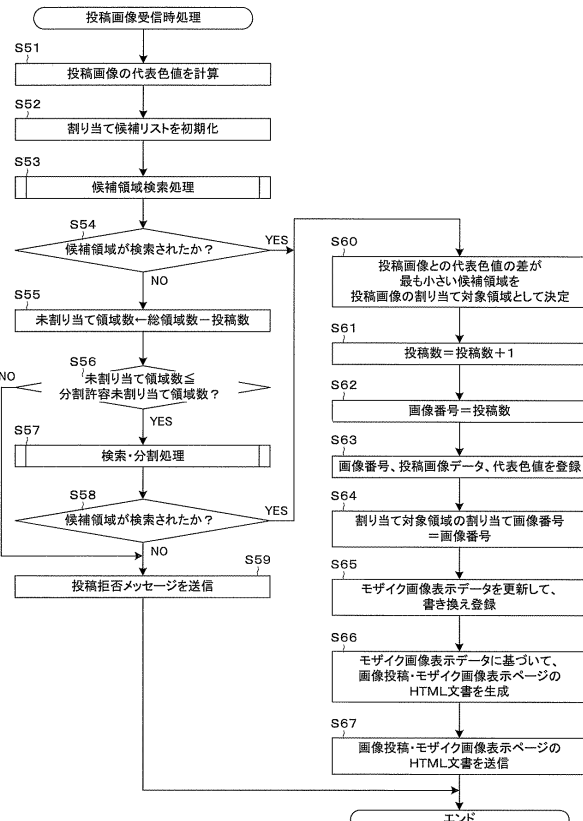 投稿画像受信時処理
S51
投稿画像の代表色値を計算
S52
割り当て候補リストを初期化
S53
候補領域検索処理
S54
候補領域が検索されたか？
YES
NO
S55
未割り当て領域数←総領域数－投稿数
S56
未割り当て領域数≦
分割許容未割り当て領域数？
NO
YES
S57
検索・分割処理
S58
候補領域が検索されたか？
YES
NO
S59
投稿拒否メッセージを送信
S60
投稿画像との代表色値の差が
最も小さい候補領域を
投稿画像の割り当て対象領域として決定
S61
投稿数＝投稿数＋1
S62
画像番号＝投稿数
S63
画像番号、投稿画像データ、代表色値を登録
S64
割り当て対象領域の割り当て画像番号
＝画像番号
S65
モザイク画像表示データを更新して、
書き換え登録
S66
モザイク画像表示データに基づいて、
画像投稿・モザイク画像表示ページの
HTML文書を生成
S67
画像投稿・モザイク画像表示ページの
HTML文書を送信
エンド